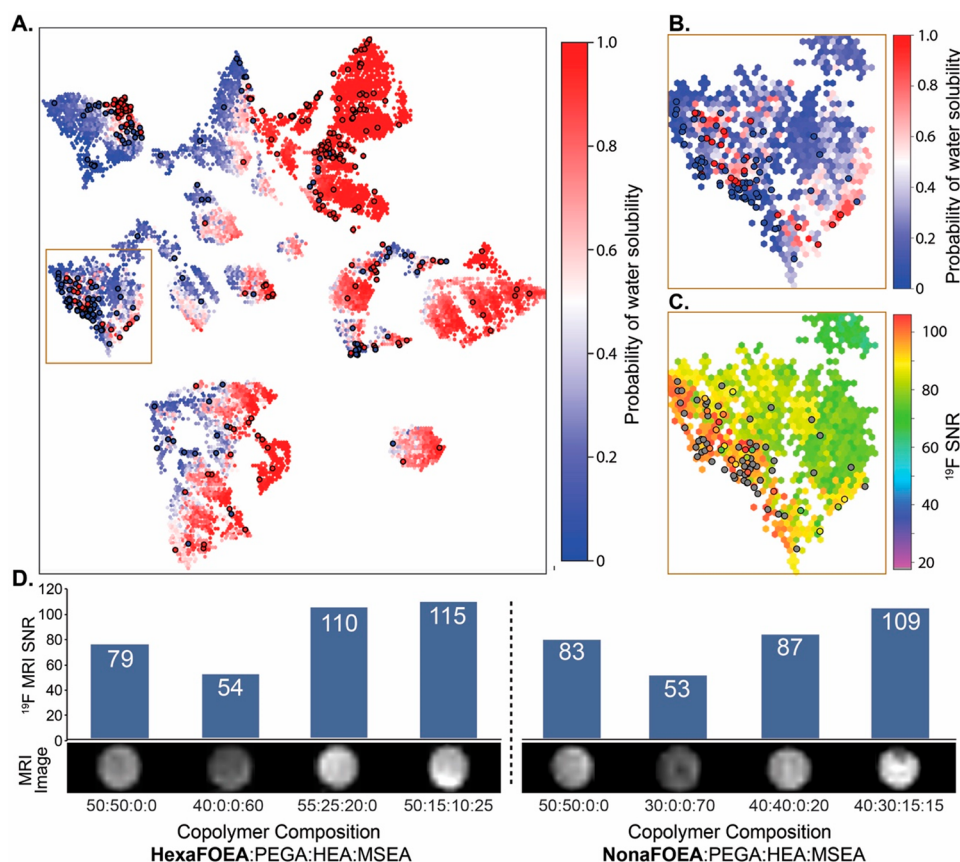 A.
1.0
0.8
0.6
0.4
0.2
0
Probability of water solubility
B.
1.0
0.8
0.6
0.4
0.2
0
Probability of water solubility
C.
100
80
60
40
20
¹⁹F SNR
D.
120
100
80
60
40
20
0
¹⁹F MRI SNR
79
54
110
115
83
53
87
109
MRI
Image
50:50:0:0 40:0:0:60 55:25:20:0 50:15:10:25
50:50:0:0 30:0:0:70 40:40:0:20 40:30:15:15
Copolymer Composition
HexaFOEA:PEGA:HEA:MSEA
Copolymer Composition
NonaFOEA:PEGA:HEA:MSEA